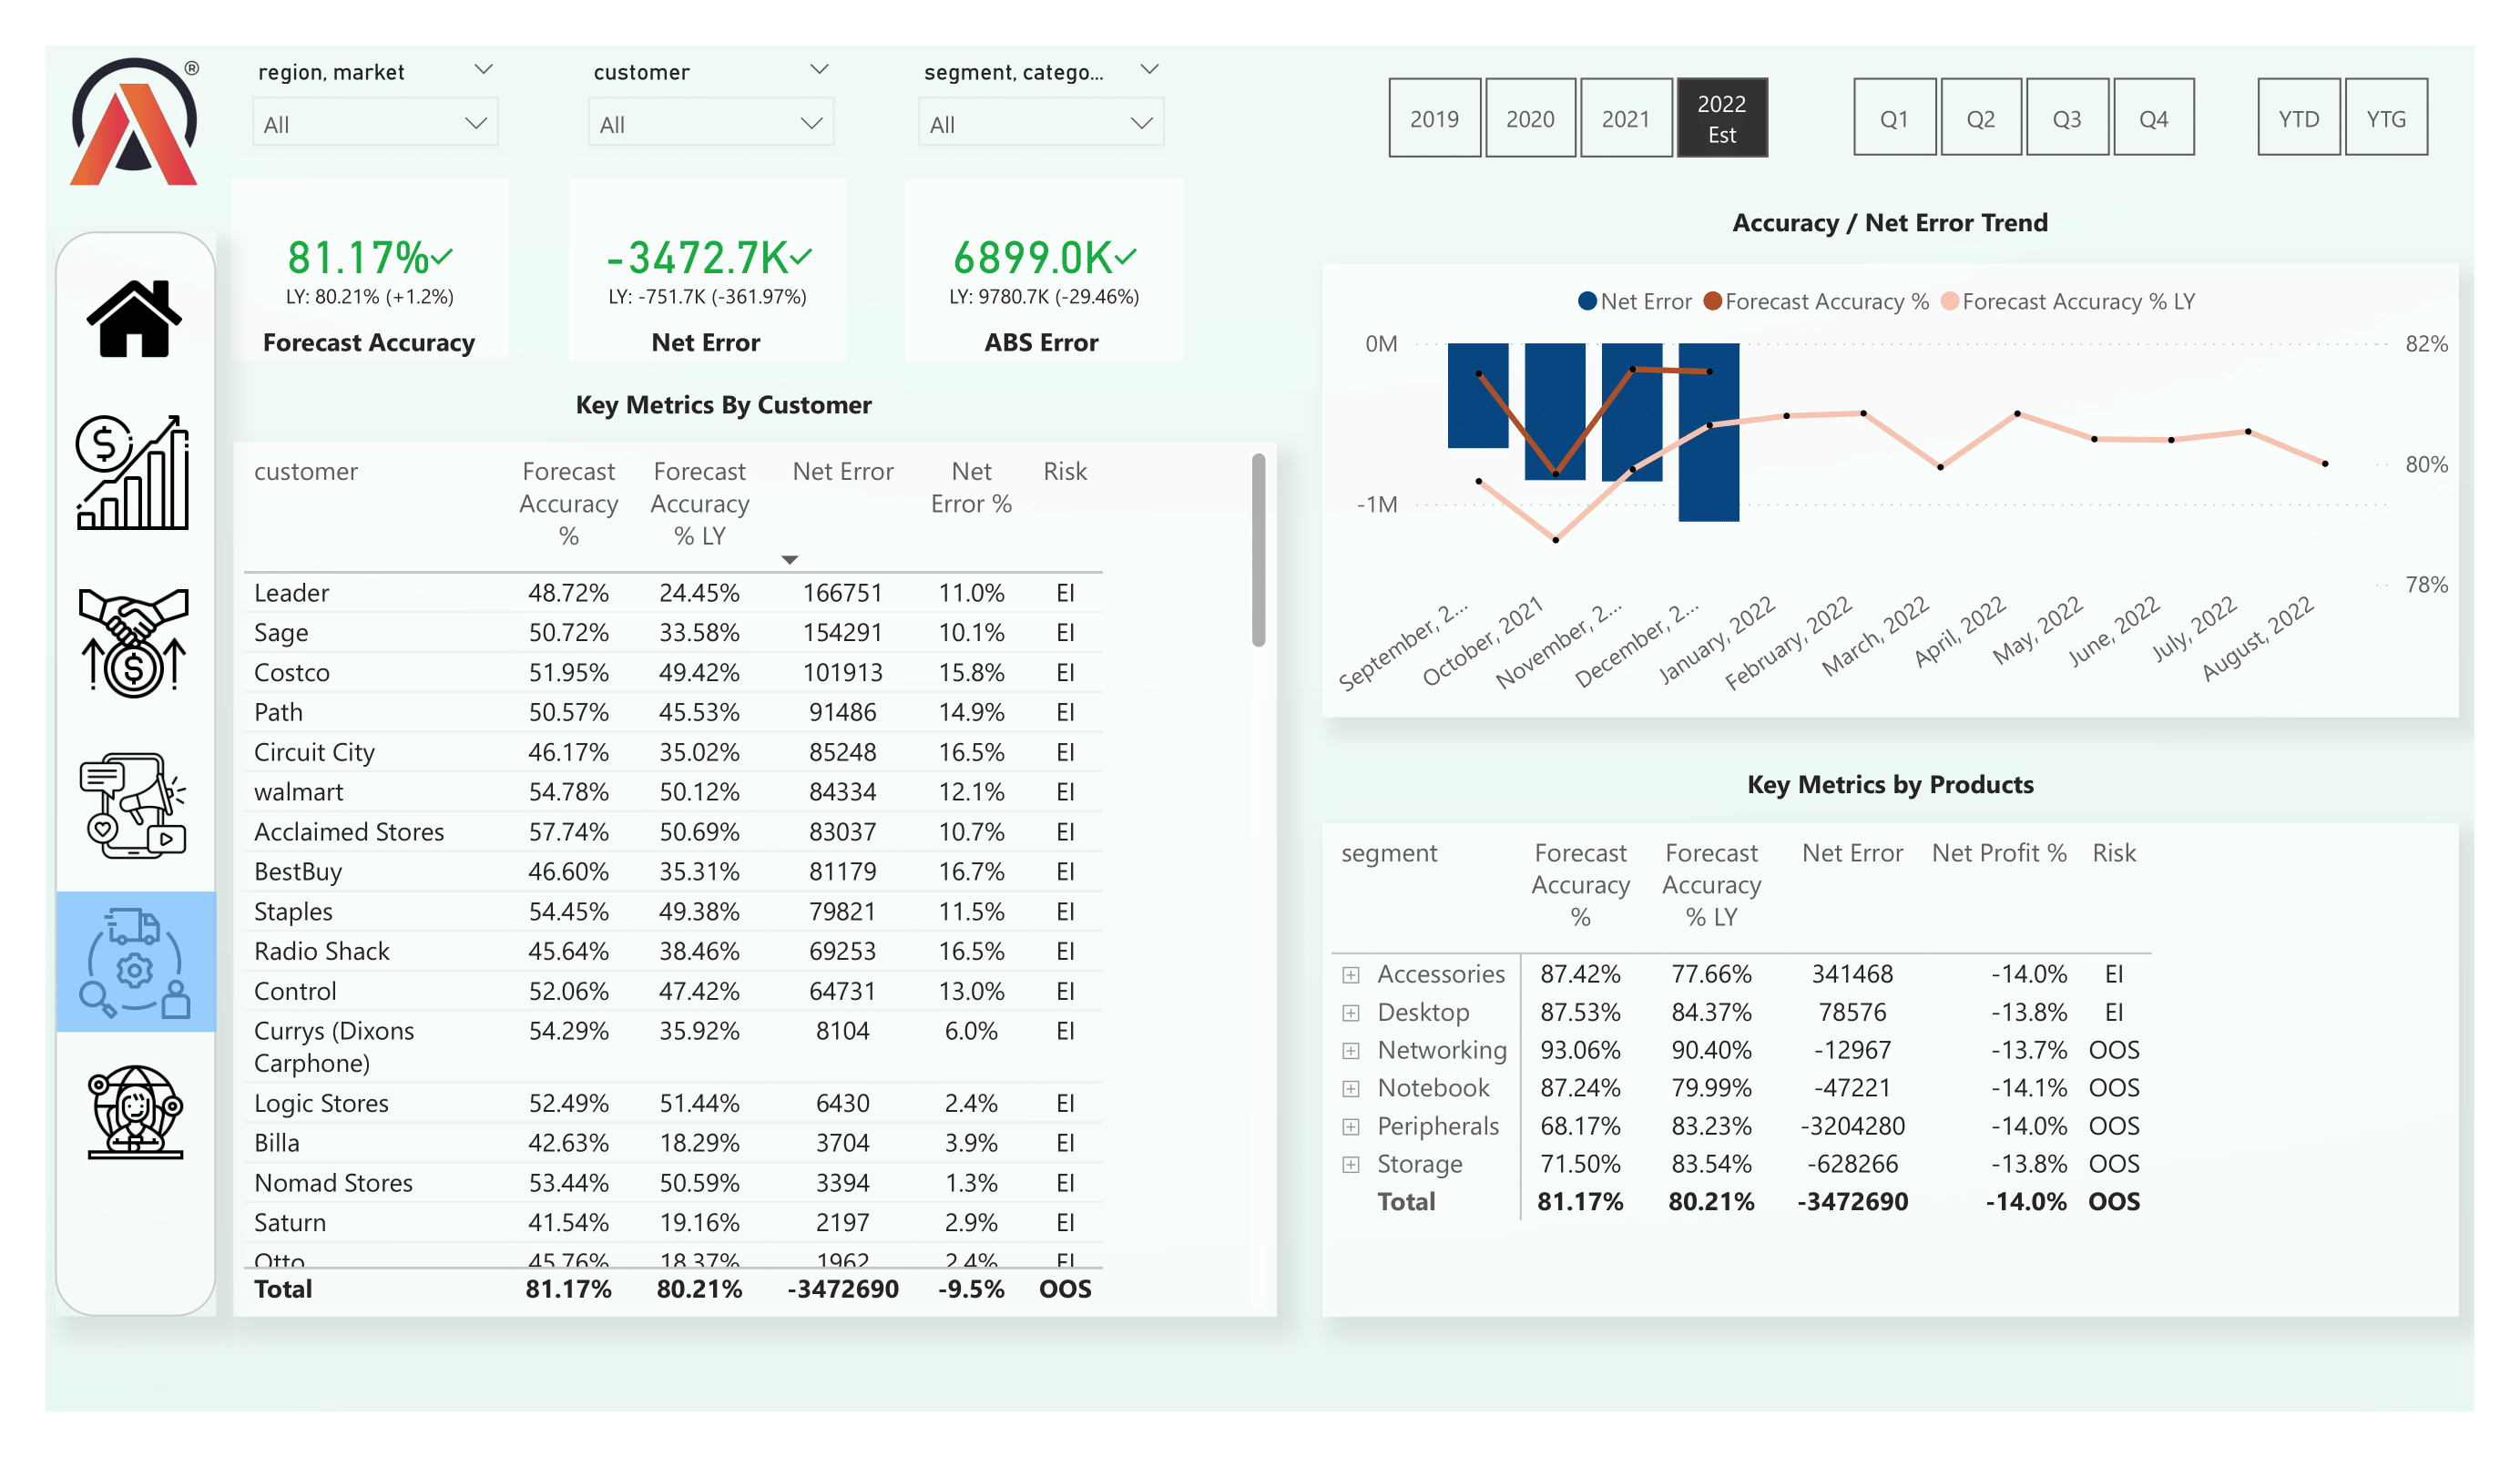 ®
region, market
All
customer
All
segment, catego...
All
2019
2020
2021
2022
Est
Q1
Q2
Q3
Q4
YTD
YTG
81.17%
LY: 80.21% (+1.2%)
Forecast Accuracy
-3472.7K
LY: -751.7K (-361.97%)
Net Error
6899.0K
LY: 9780.7K (-29.46%)
ABS Error
Key Metrics By Customer
customer Forecast Accuracy % Forecast Accuracy % LY Net Error Net Error % Risk
Leader 48.72% 24.45% 166751 11.0% EI
Sage 50.72% 33.58% 154291 10.1% EI
Costco 51.95% 49.42% 101913 15.8% EI
Path 50.57% 45.53% 91486 14.9% EI
Circuit City 46.17% 35.02% 85248 16.5% EI
walmart 54.78% 50.12% 84334 12.1% EI
Acclaimed Stores 57.74% 50.69% 83037 10.7% EI
BestBuy 46.60% 35.31% 81179 16.7% EI
Staples 54.45% 49.38% 79821 11.5% EI
Radio Shack 45.64% 38.46% 69253 16.5% EI
Control 52.06% 47.42% 64731 13.0% EI
Currys (Dixons 54.29% 35.92% 8104 6.0% EI
Carphone)
Logic Stores 52.49% 51.44% 6430 2.4% EI
Billa 42.63% 18.29% 3704 3.9% EI
Nomad Stores 53.44% 50.59% 3394 1.3% EI
Saturn 41.54% 19.16% 2197 2.9% EI
Otto 45.76% 18.37% 1962 2.4% EI
Total 81.17% 80.21% -3472690 -9.5% OOS
Accuracy / Net Error Trend
Net Error Forecast Accuracy % Forecast Accuracy % LY
0M
-1M
82%
80%
78%
September, 2...
October, 2021
November, 2...
December, 2...
January, 2022
February, 2022
March, 2022
April, 2022
May, 2022
June, 2022
July, 2022
August, 2022
Key Metrics by Products
segment Forecast Accuracy % Forecast Accuracy % LY Net Error Net Profit % Risk
Accessories 87.42% 77.66% 341468 -14.0% EI
Desktop 87.53% 84.37% 78576 -13.8% EI
Networking 93.06% 90.40% -12967 -13.7% OOS
Notebook 87.24% 79.99% -47221 -14.1% OOS
Peripherals 68.17% 83.23% -3204280 -14.0% OOS
Storage 71.50% 83.54% -628266 -13.8% OOS
Total 81.17% 80.21% -3472690 -14.0% OOS